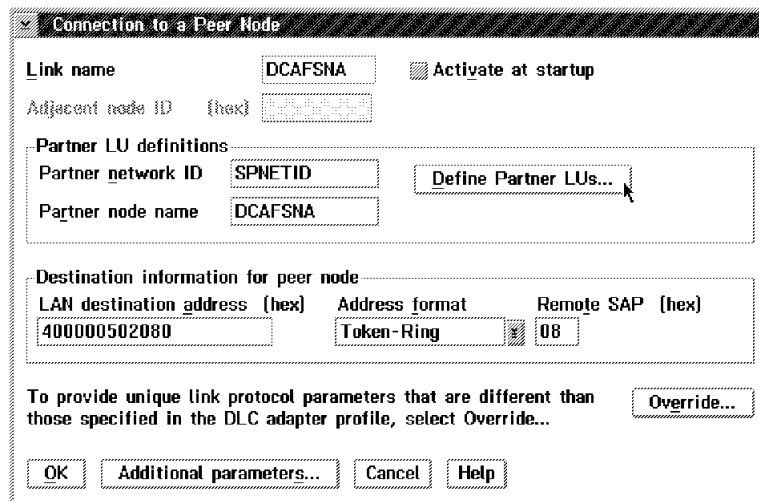 Connection to a Peer Node
Link name DCAFSNA Activate at startup
Adjacent node ID (hex)
Partner LU definitions
Partner network ID SPNETID Define Partner LUs...
Partner node name DCAFSNA
Destination information for peer node
LAN destination address (hex) Address format Remote SAP (hex)
400000502080 Token-Ring 08
To provide unique link protocol parameters that are different than
those specified in the DLC adapter profile, select Override... Override...
OK Additional parameters... Cancel Help